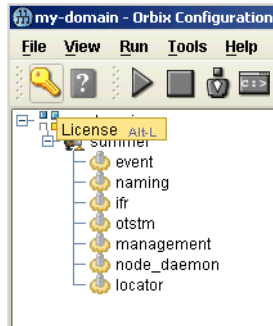 my-domain - Orbix Configuration
File View Run Tools Help
?
C:>
License Alt-L
summer
event
naming
ifr
otstm
management
node_daemon
locator